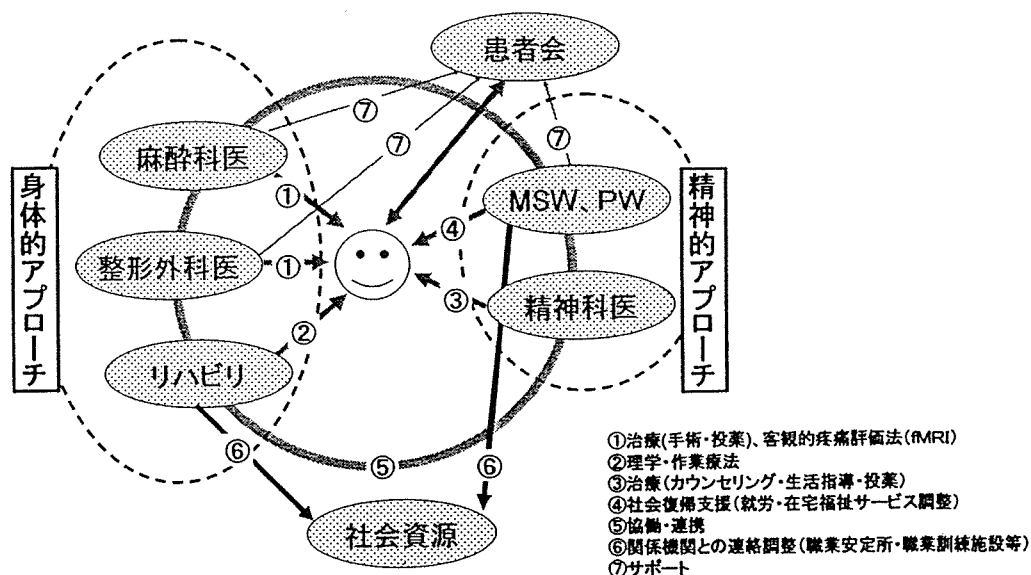 患者会
⑦
⑦
⑦
麻酔科医
①
身体的アプローチ
MSW、PW
④
精神的アプローチ
整形外科医
①
③
精神科医
②
リハビリ
⑥
⑤
⑥
社会資源
①治療(手術・投薬)、客観的疼痛評価法(fMRI)
②理学・作業療法
③治療(カウンセリング・生活指導・投薬)
④社会復帰支援(就労・在宅福祉サービス調整)
⑤協働・連携
⑥関係機関との連絡調整(職業安定所・職業訓練施設等)
⑦サポート